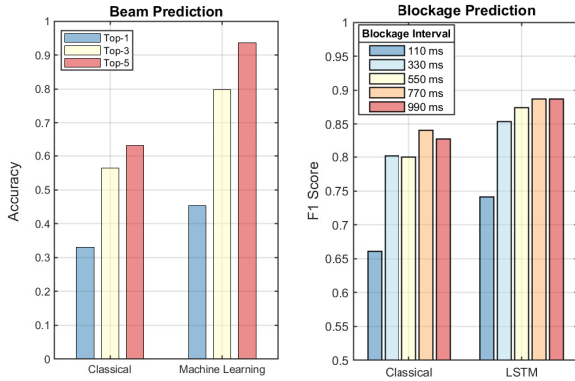 Beam Prediction
Top-1
Top-3
Top-5
1
0.9
0.8
0.7
0.6
0.5
0.4
0.3
0.2
0.1
0
Accuracy
Classical
Machine Learning
Blockage Prediction
Blockage Interval
110 ms
330 ms
550 ms
770 ms
990 ms
1
0.95
0.9
0.85
0.8
0.75
0.7
0.65
0.6
0.55
0.5
F1 Score
Classical
LSTM